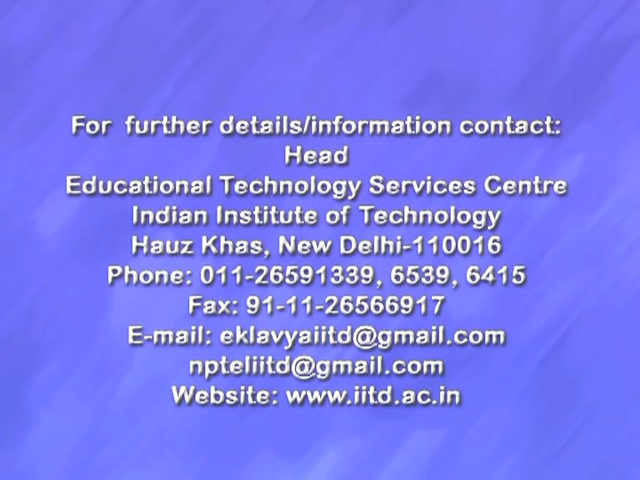 For further details/information contact:
Head
Educational Technology Services Centre
Indian Institute of Technology
Hauz Khas, New Delhi-110016
Phone: 011-26591339, 6539, 6415
Fax: 91-11-26566917
E-mail: eklavyaiitd@gmail.com
npteliitd@gmail.com
Website: www.iitd.ac.in